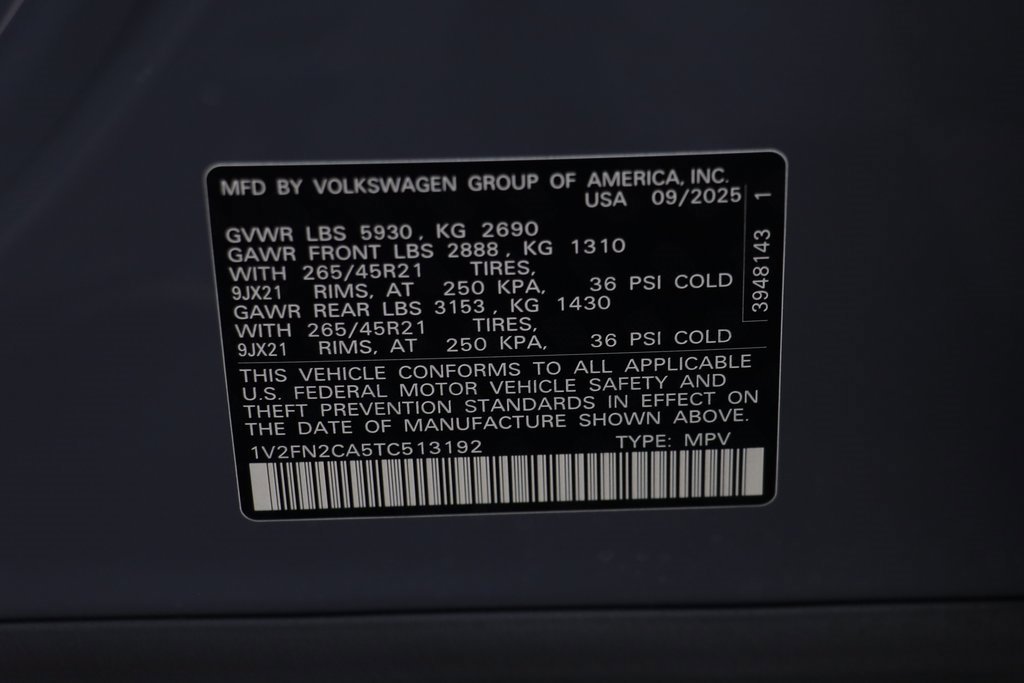 MFD BY VOLKSWAGEN GROUP OF AMERICA, INC.
USA 09/2025
GVWR LBS 5930, KG 2690
GAWR FRONT LBS 2888, KG 1310
WITH 265/45R21 TIRES,
9JX21 RIMS, AT 250 KPA, 36 PSI COLD
GAWR REAR LBS 3153, KG 1430
WITH 265/45R21 TIRES,
9JX21 RIMS, AT 250 KPA, 36 PSI COLD
THIS VEHICLE CONFORMS TO ALL APPLICABLE
U.S. FEDERAL MOTOR VEHICLE SAFETY AND
THEFT PREVENTION STANDARDS IN EFFECT ON
THE DATE OF MANUFACTURE SHOWN ABOVE.
1V2FN2CA5TC513192 TYPE: MPV
3948143 1